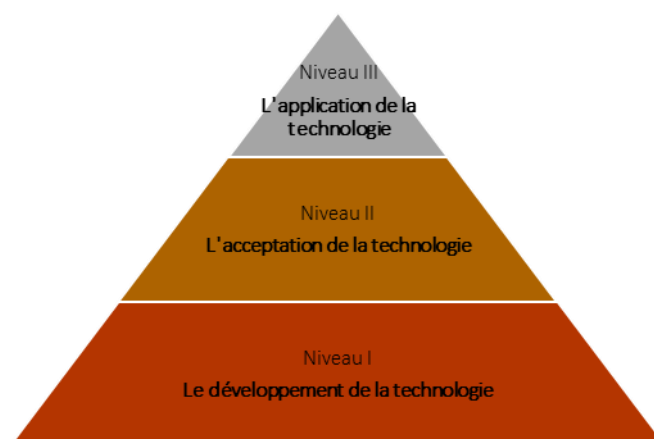 Niveau III
L'application de la
technologie
Niveau II
L'acceptation de la technologie
Niveau I
Le développement de la technologie